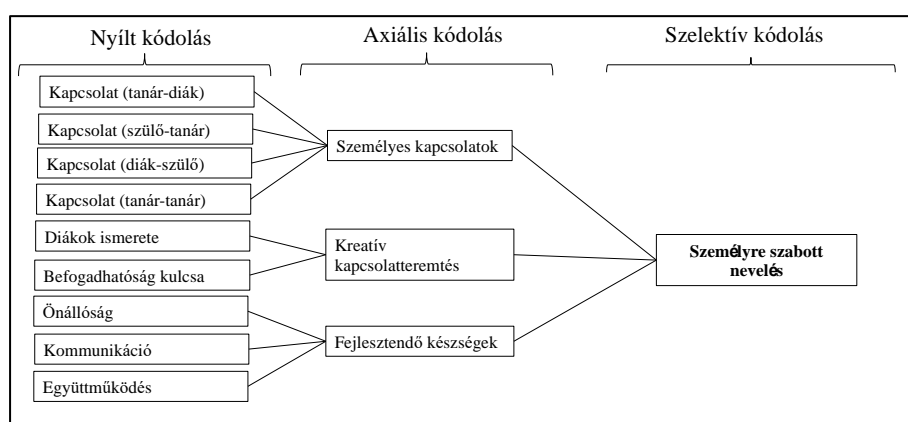 Nyílt kódolás
Axiális kódolás
Szelektív kódolás
Kapcsolat (tanár-diák)
Kapcsolat (szülő-tanár)
Kapcsolat (diák-szülő)
Kapcsolat (tanár-tanár)
Diákok ismerete
Befogadhatóság kulcsa
Önállóság
Kommunikáció
Együttműködés
Személyes kapcsolatok
Kreatív
kapcsolatteremtés
Fejlesztendő készségek
Személyre szabott
nevelés